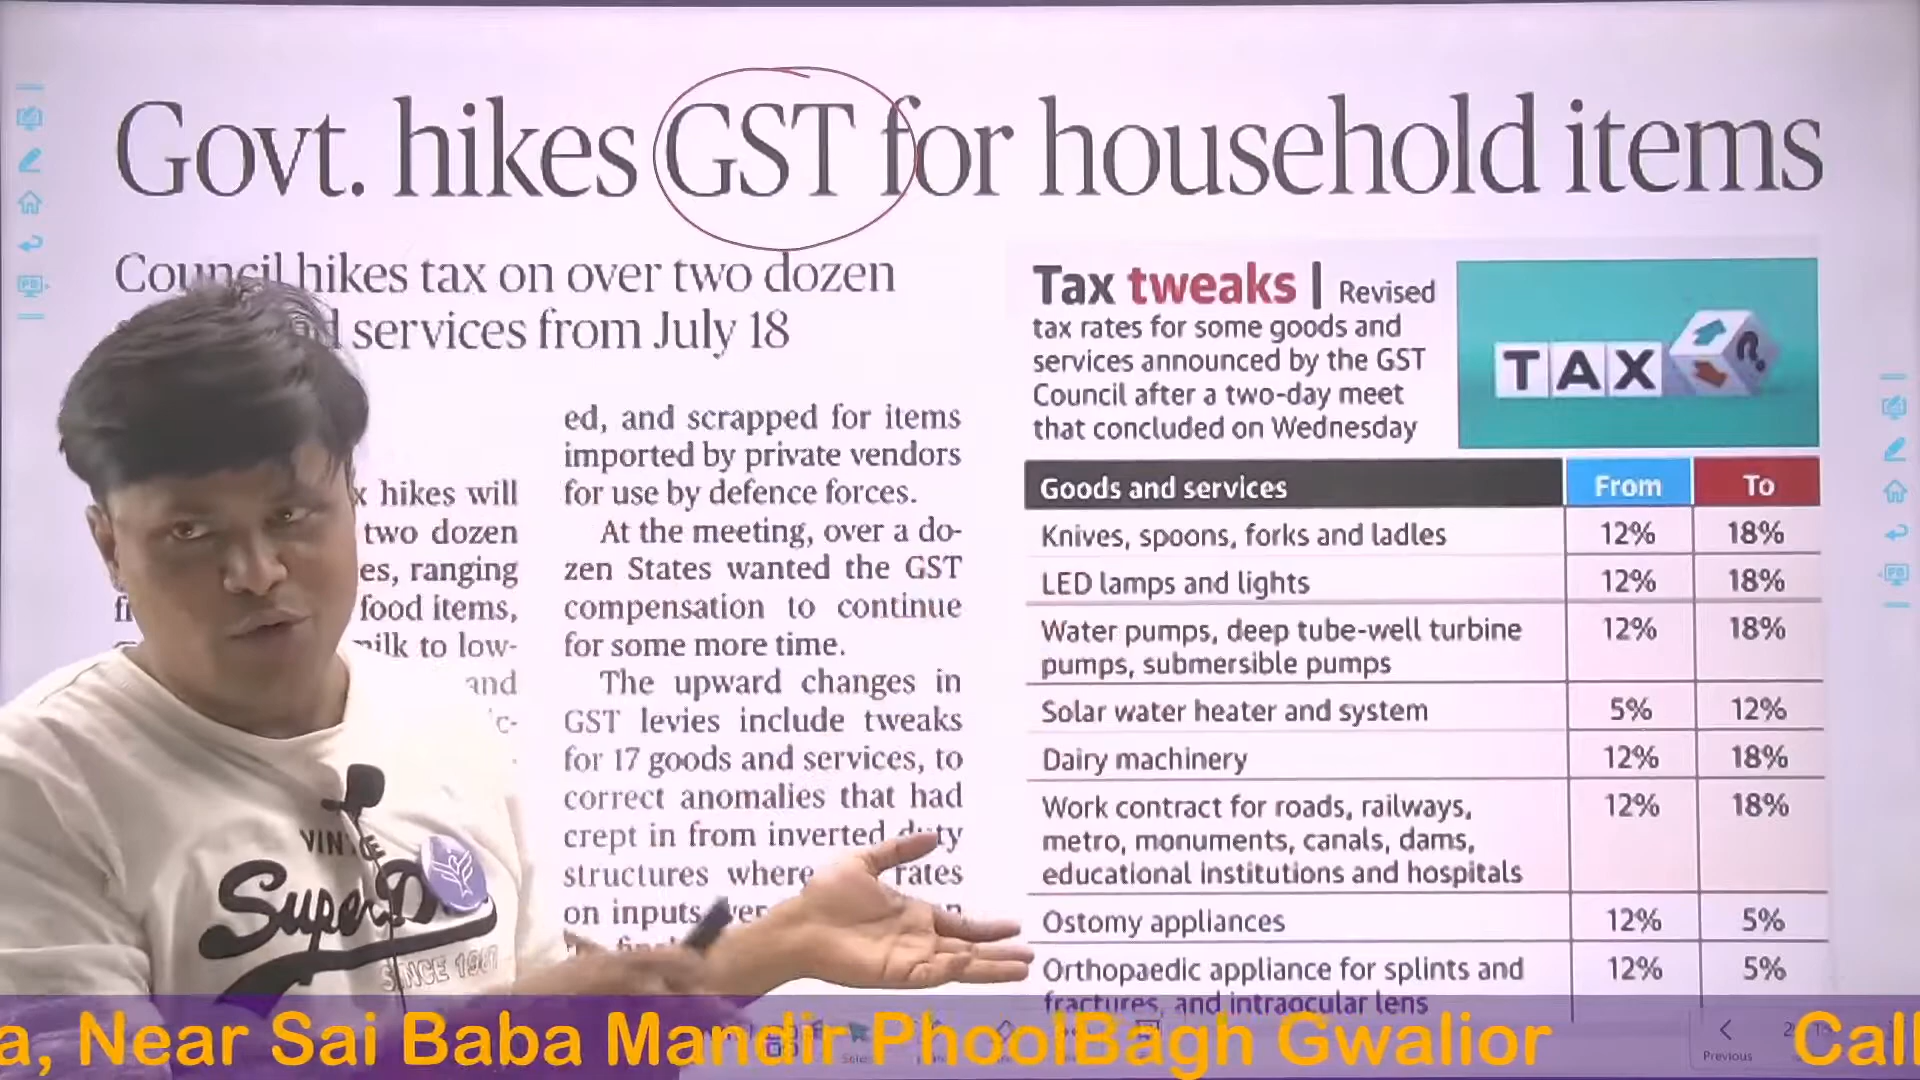 Govt. hikes GST for household items
Council hikes tax on over two dozen
services from July 18
hikes will
two dozen
ranging
food items,
to low-
and
ed, and scrapped for items
imported by private vendors
for use by defence forces.
At the meeting, over a do-
zen States wanted the GST
compensation to continue
for some more time.
The upward changes in
GST levies include tweaks
for 17 goods and services, to
correct anomalies that had
crept in from inverted duty
structures where rates
on inputs
Tax tweaks | Revised
tax rates for some goods and
services announced by the GST
Council after a two-day meet
that concluded on Wednesday
TAX ?
Goods and services From To
Knives, spoons, forks and ladles 12% 18%
LED lamps and lights 12% 18%
Water pumps, deep tube-well turbine 12% 18%
pumps, submersible pumps
Solar water heater and system 5% 12%
Dairy machinery 12% 18%
Work contract for roads, railways, 12% 18%
metro, monuments, canals, dams,
educational institutions and hospitals
Ostomy appliances 12% 5%
Orthopaedic appliance for splints and 12% 5%
fractures, and intraocular lens
Super
SINCE
a, Near Sai Baba Mandir PhoolBagh Gwalior Call
Previous